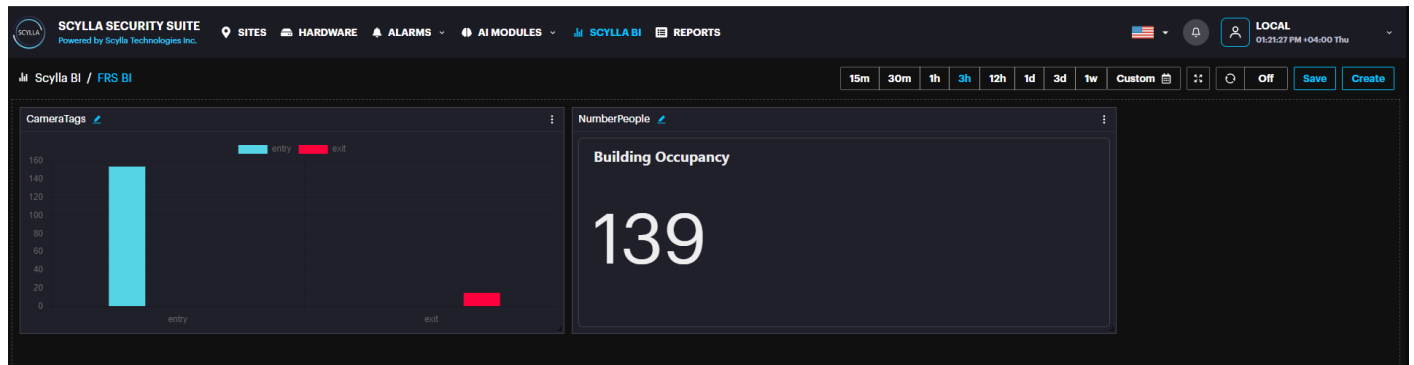 SCYLLA
SCYLLA SECURITY SUITE
Powered by Scylla Technologies Inc.
SITES HARDWARE ALARMS AI MODULES SCYLLA BI REPORTS
LOCAL
01:21:27 PM +04:00 Thu
Scylla BI / FRS BI
15m 30m 1h 3h 12h 1d 3d 1w Custom Off Save Create
CameraTags
entry exit
160
140
120
100
80
60
40
20
0
entry exit
NumberPeople
Building Occupancy
139